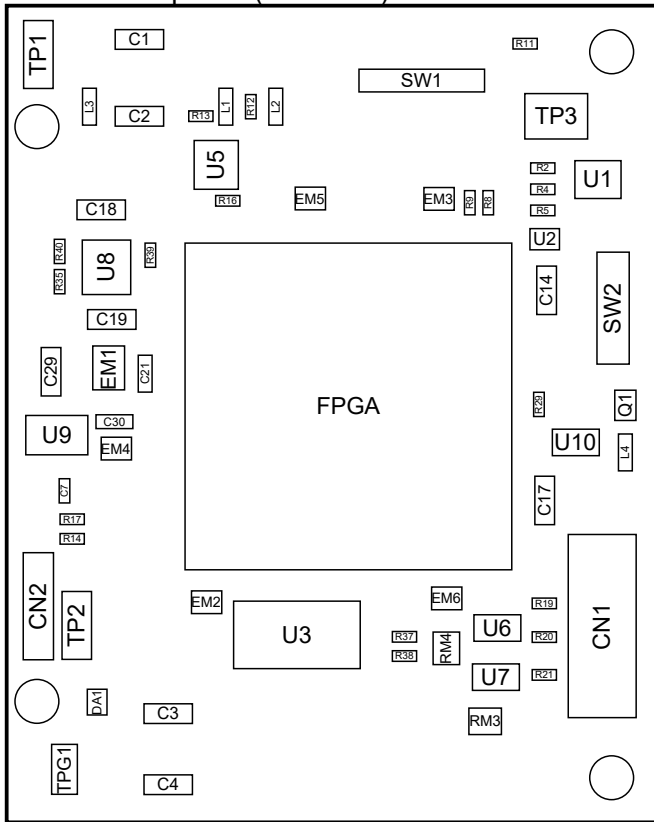 TP1
C1
R11
SW1
L3
C2
R13
L1
R12
L2
TP3
U5
R2
U1
R4
R16
EM5
EM3
R9
R8
R5
C18
U2
R40
R35
U8
R39
C14
SW2
C19
C29
EM1
C21
FPGA
R29
Q1
C30
U9
EM4
U10
L4
C7
C17
R17
R14
CN2
TP2
EM2
U3
EM6
R19
CN1
U6
R37
R38
RM4
R20
U7
R21
DA1
C3
RM3
TPG1
C4